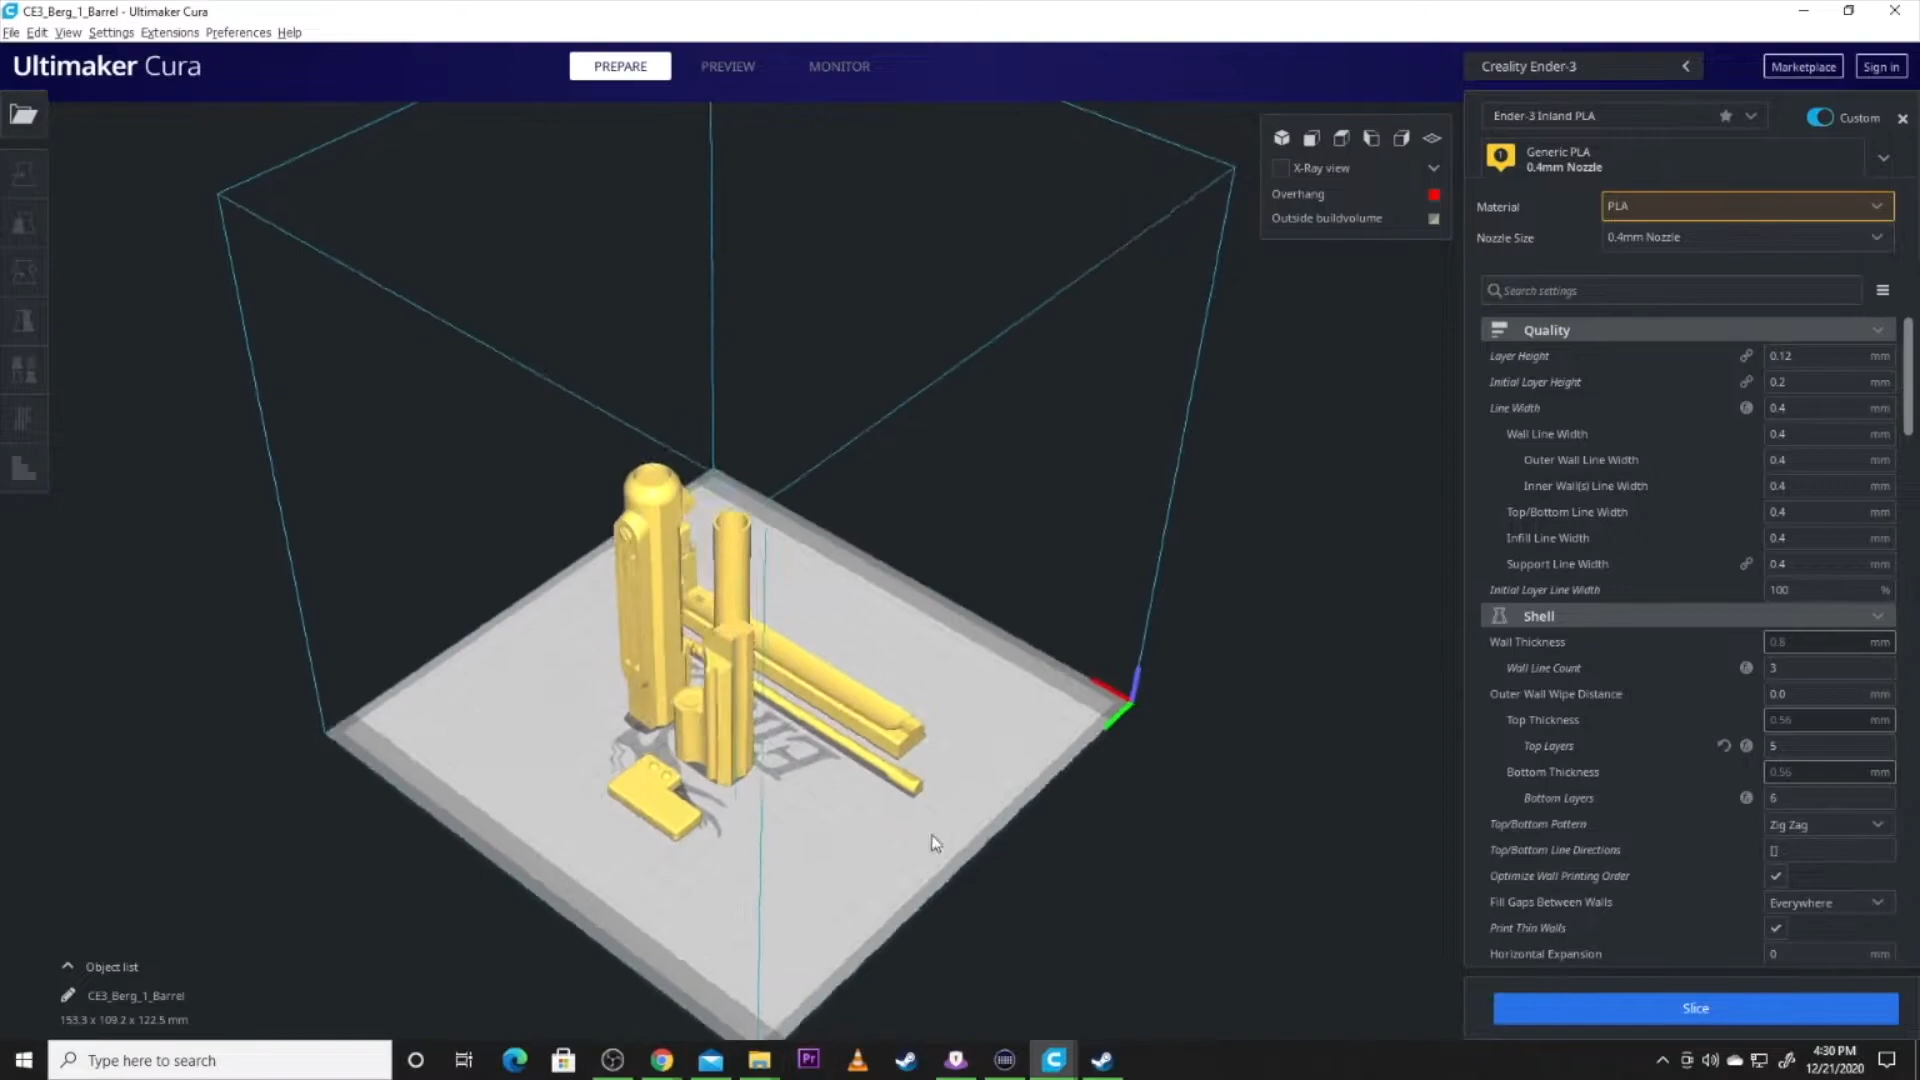 CE3_Berg_1_Barrel - Ultimaker Cura
File Edit View Settings Extensions Preferences Help
Ultimaker Cura
PREPARE
PREVIEW
MONITOR
Creality Ender-3
Marketplace
Sign in
Ender-3 Inland PLA
Custom
Generic PLA
0.4mm Nozzle
X-Ray view
Overhang
Outside buildvolume
Material PLA
Nozzle Size 0.4mm Nozzle
Search settings
Quality
Layer Height 0.12 mm
Initial Layer Height 0.2 mm
Line Width 0.4 mm
Wall Line Width 0.4 mm
Outer Wall Line Width 0.4 mm
Inner Wall(s) Line Width 0.4 mm
Top/Bottom Line Width 0.4 mm
Infill Line Width 0.4 mm
Support Line Width 0.4 mm
Initial Layer Line Width 100 %
Shell
Wall Thickness 0.8 mm
Wall Line Count 3
Outer Wall Wipe Distance 0.0 mm
Top Thickness 0.56 mm
Top Layers 5
Bottom Thickness 0.56 mm
Bottom Layers 6
Top/Bottom Pattern Zig Zag
Top/Bottom Line Directions []
Optimize Wall Printing Order
Fill Gaps Between Walls Everywhere
Print Thin Walls
Horizontal Expansion 0 mm
Object list
CE3_Berg_1_Barrel
153.3 x 109.2 x 122.5 mm
Slice
Type here to search
Pr
4:30 PM
12/21/2020